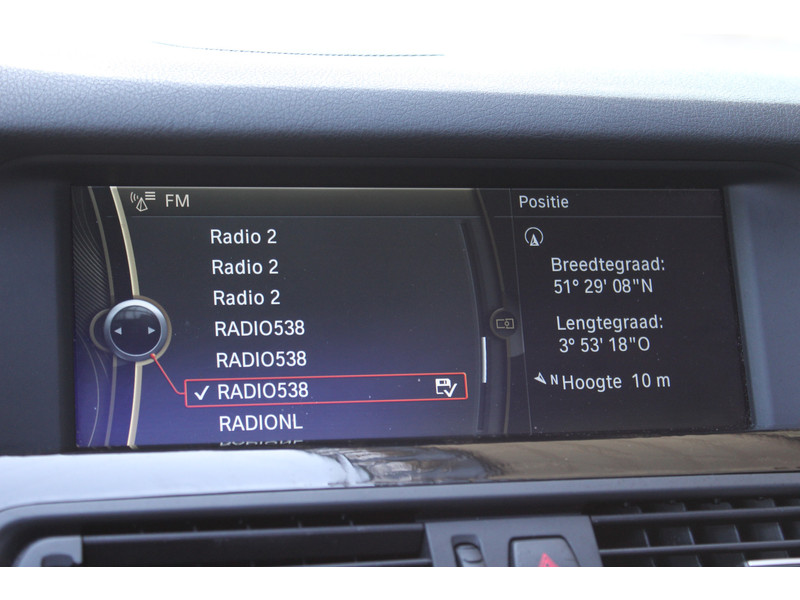 FM
Radio 2
Radio 2
Radio 2
RADIO538
RADIO538
RADIO538
RADIONL
Positie
Breedtegraad:
51° 29' 08"N
Lengtegraad:
3° 53' 18"O
N Hoogte 10 m